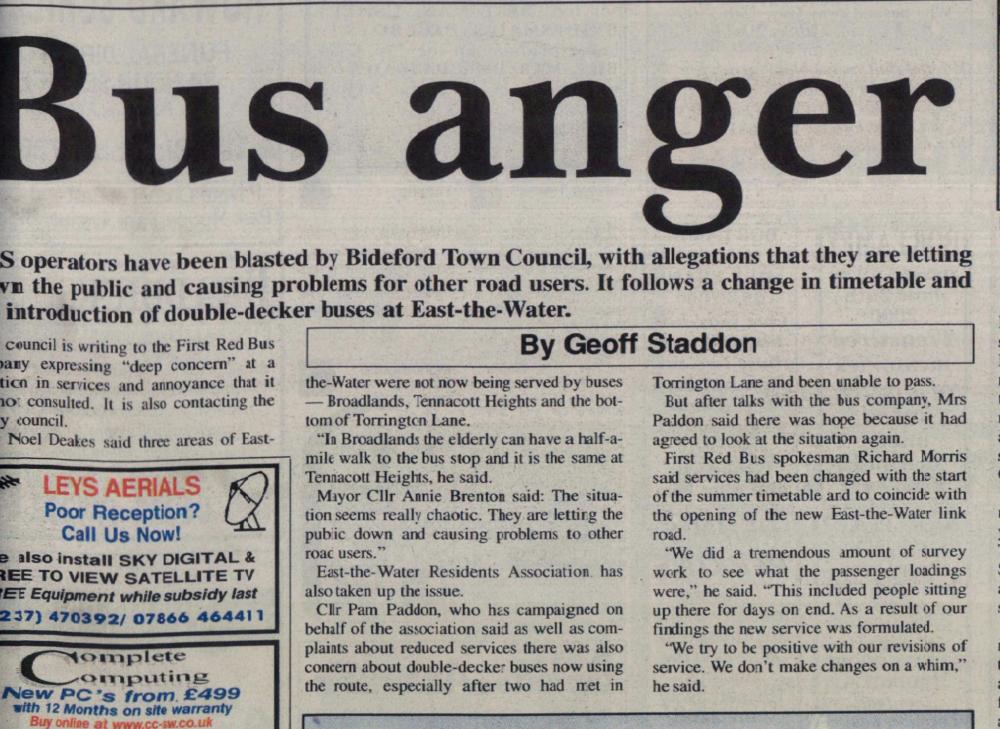 Bus anger
S operators have been blasted by Bideford Town Council, with allegations that they are letting
vn the public and causing problems for other road users. It follows a change in timetable and
introduction of double-decker buses at East-the-Water.
By Geoff Staddon
council is writing to the First Red Bus
pany expressing “deep concern” at a
tion in services and annoyance that it
not consulted. It is also contacting the
y council.
Noel Deakes said three areas of East-
the-Water were not now being served by buses
— Broadlands, Tennacott Heights and the bot-
tom of Torrington Lane.
“In Broadlands the elderly can have a half-a-
mile walk to the bus stop and it is the same at
Tennacott Heights, he said.
Mayor Cllr Annie Brenton said: The situa-
tion seems really chaotic. They are letting the
public down and causing problems to other
road users.”
East-the-Water Residents Association has
also taken up the issue.
Cllr Pam Paddon, who has campaigned on
behalf of the association said as well as com-
plaints about reduced services there was also
concern about double-decker buses now using
the route, especially after two had met in
Torrington Lane and been unable to pass.
But after talks with the bus company, Mrs
Paddon said there was hope because it had
agreed to look at the situation again.
First Red Bus spokesman Richard Morris
said services had been changed with the start
of the summer timetable and to coincide with
the opening of the new East-the-Water link
road.
“We did a tremendous amount of survey
work to see what the passenger loadings
were,” he said. “This included people sitting
up there for days on end. As a result of our
findings the new service was formulated.
“We try to be positive with our revisions of
service. We don’t make changes on a whim,”
he said.
LEYS AERIALS
Poor Reception?
Call Us Now!
e also install SKY DIGITAL &
REE TO VIEW SATELLITE TV
EE Equipment while subsidy last
237) 470392/ 07866 464411
Complete
Computing
New PC's from £499
with 12 Months on site warranty
Buy online at www.cc-sw.co.uk